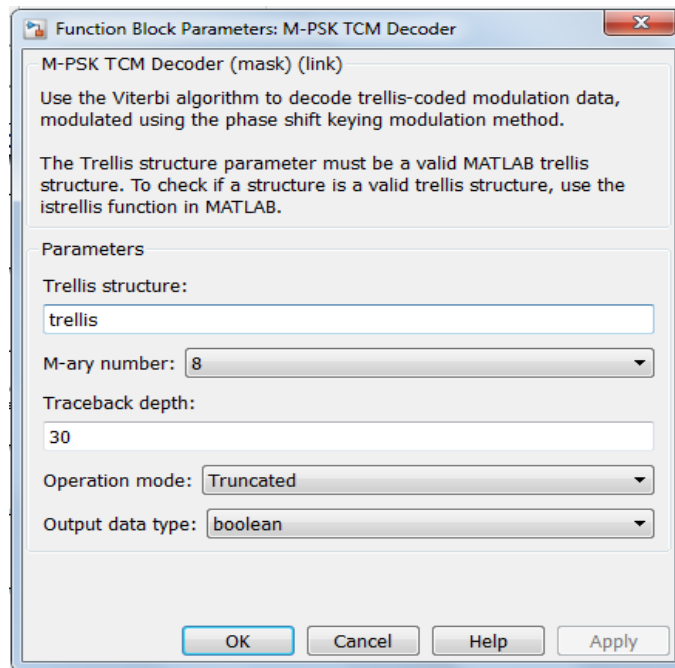 Function Block Parameters: M-PSK TCM Decoder
M-PSK TCM Decoder (mask) (link)
Use the Viterbi algorithm to decode trellis-coded modulation data,
modulated using the phase shift keying modulation method.
The Trellis structure parameter must be a valid MATLAB trellis
structure. To check if a structure is a valid trellis structure, use the
istrellis function in MATLAB.
Parameters
Trellis structure:
trellis
M-ary number: 8
Traceback depth:
30
Operation mode: Truncated
Output data type: boolean
OK Cancel Help Apply